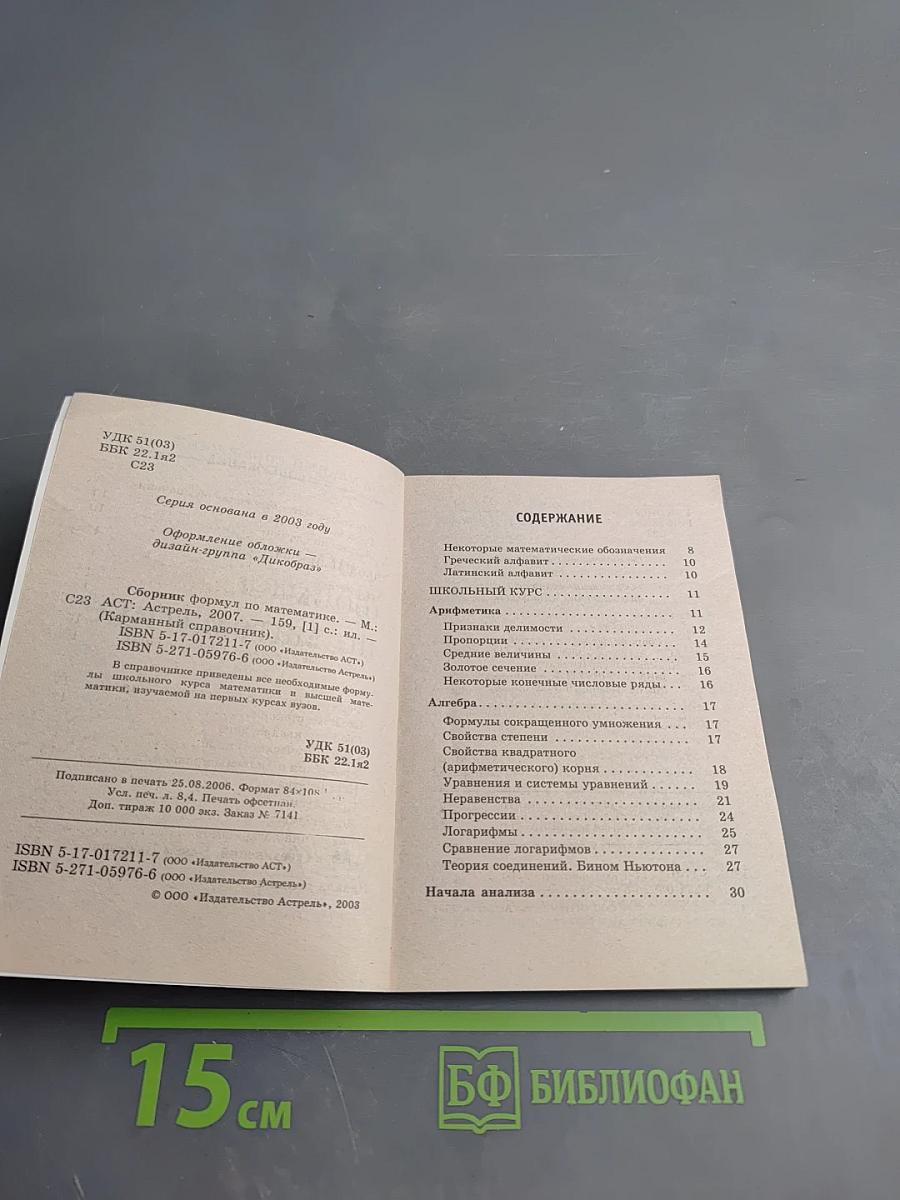 УДК 51(03)
ББК 22.1я2
С23
Серия основана в 2003 году
Оформление обложки —
дизайн-группа «Дикобраз»
Сборник формул по математике. — М.:
С23 АСТ: Астрель, 2007. — 159, [1] с.: ил. —
(Карманный справочник).
ISBN 5-17-017211-7 (ООО «Издательство АСТ»)
ISBN 5-271-05976-6 (ООО «Издательство Астрель»)
В справочнике приведены все необходимые форму-
лы школьного курса математики и высшей мате-
матики, изучаемой на первых курсах вузов.
УДК 51(03)
ББК 22.1я2
Подписано в печать 25.08.2006. Формат 84×108
Усл. печ. л. 8,4. Печать офсетная.
Доп. тираж 10 000 экз. Заказ № 7141
ISBN 5-17-017211-7 (ООО «Издательство АСТ»)
ISBN 5-271-05976-6 (ООО «Издательство Астрель»)
© ООО «Издательство Астрель», 2003
СОДЕРЖАНИЕ
Некоторые математические обозначения 8
Греческий алфавит . . . . . . . . . . . . . . . . . 10
Латинский алфавит . . . . . . . . . . . . . . . . 10
ШКОЛЬНЫЙ КУРС . . . . . . . . . . . . . . . . . 11
Арифметика . . . . . . . . . . . . . . . . . . . . . . . 11
Признаки делимости . . . . . . . . . . . . . . . 12
Пропорции . . . . . . . . . . . . . . . . . . . . . . . 14
Средние величины . . . . . . . . . . . . . . . . . 15
Золотое сечение . . . . . . . . . . . . . . . . . . . 16
Некоторые конечные числовые ряды . . . 16
Алгебра . . . . . . . . . . . . . . . . . . . . . . . . . . . 17
Формулы сокращенного умножения . . . 17
Свойства степени . . . . . . . . . . . . . . . . . . 17
Свойства квадратного
(арифметического) корня . . . . . . . . . . . . 18
Уравнения и системы уравнений . . . . . . 19
Неравенства . . . . . . . . . . . . . . . . . . . . . . 21
Прогрессии . . . . . . . . . . . . . . . . . . . . . . . 24
Логарифмы . . . . . . . . . . . . . . . . . . . . . . . 25
Сравнение логарифмов . . . . . . . . . . . . . 27
Теория соединений. Бином Ньютона . . . 27
Начала анализа . . . . . . . . . . . . . . . . . . . . . 30
15 см
БФ БИБЛИОФАН